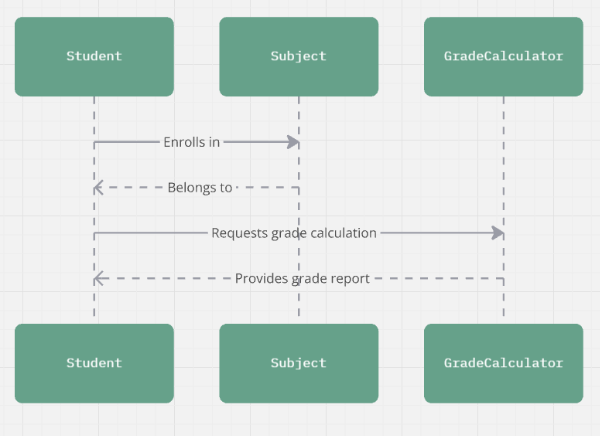 Student
Subject
GradeCalculator
Enrolls in
Belongs to
Requests grade calculation
Provides grade report
Student
Subject
GradeCalculator